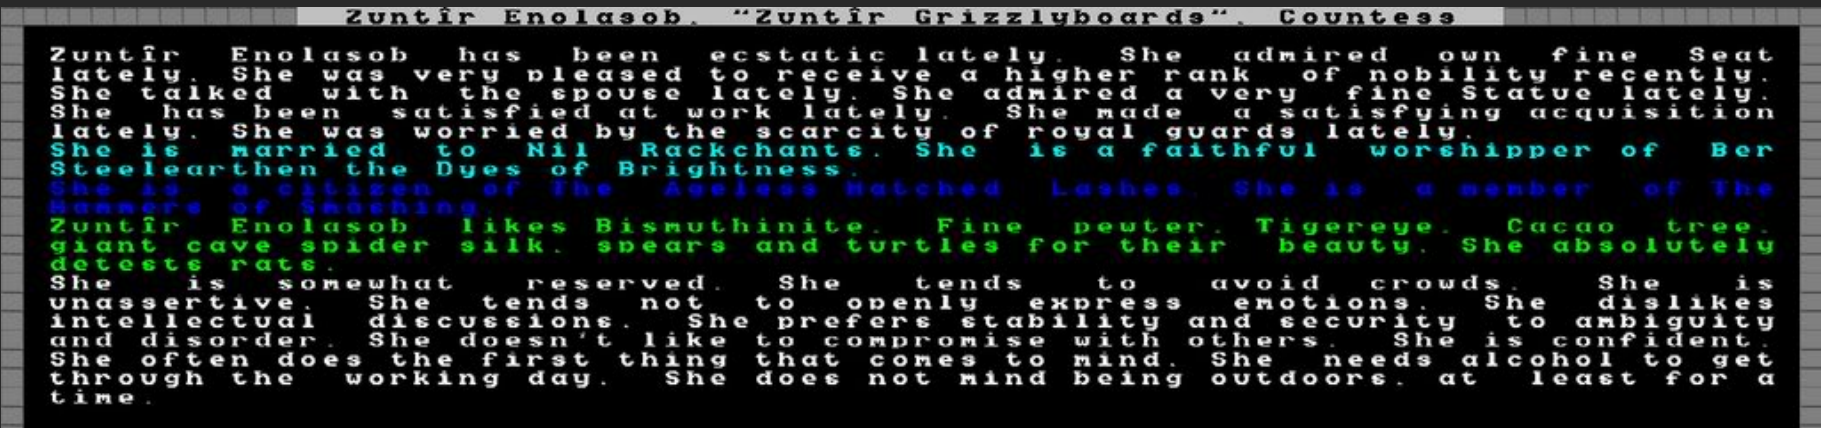 Zuntîr Enolasob, "Zuntîr Grizzlyboards", Countess
Zuntîr Enolasob has been ecstatic lately. She admired own fine Seat
lately. She was very pleased to receive a higher rank of nobility recently.
She talked with the spouse lately. She admired a very fine Statue lately.
She has been satisfied at work lately. She made a satisfying acquisition
lately. She was worried by the scarcity of royal guards lately.
She is married to Nil Rackchants. She is a faithful worshipper of Ber
Steelearthen the Dyes of Brightness.
She is a citizen of The Ageless Hatched Lashes. She is a member of The
Hammers of Smashing.
Zuntîr Enolasob likes Bismuthinite, Fine pewter, Tigereye, Cacao tree,
giant cave spider silk, spears and turtles for their beauty. She absolutely
detests rats.
She is somewhat reserved. She tends to avoid crowds. She is
unassertive. She tends not to openly express emotions. She dislikes
intellectual discussions. She prefers stability and security to ambiguity
and disorder. She doesn't like to compromise with others. She is confident.
She often does the first thing that comes to mind. She needs alcohol to get
through the working day. She does not mind being outdoors, at least for a
time.